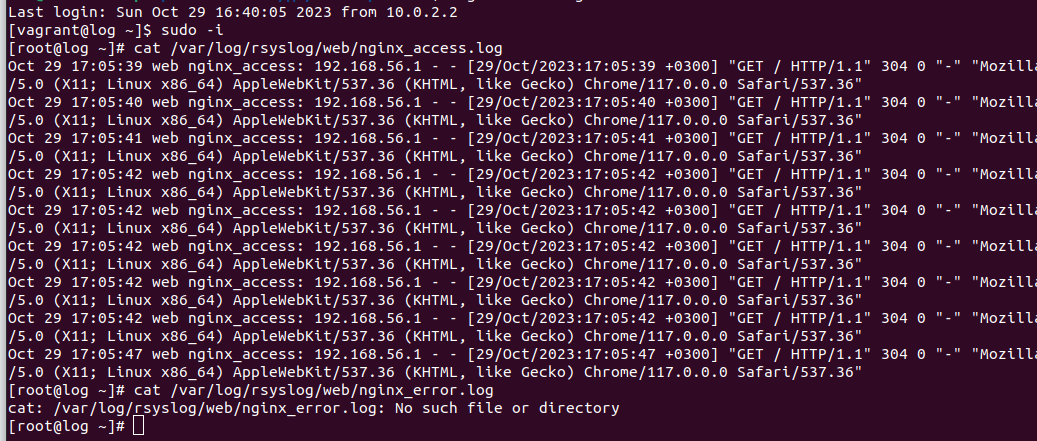 Last login: Sun Oct 29 16:40:05 2023 from 10.0.2.2
[vagrant@log ~]$ sudo -i
[root@log ~]# cat /var/log/rsyslog/web/nginx_access.log
Oct 29 17:05:39 web nginx_access: 192.168.56.1 - - [29/Oct/2023:17:05:39 +0300] "GET / HTTP/1.1" 304 0 "-" "Mozilla
/5.0 (X11; Linux x86_64) AppleWebKit/537.36 (KHTML, like Gecko) Chrome/117.0.0.0 Safari/537.36"
Oct 29 17:05:40 web nginx_access: 192.168.56.1 - - [29/Oct/2023:17:05:40 +0300] "GET / HTTP/1.1" 304 0 "-" "Mozilla
/5.0 (X11; Linux x86_64) AppleWebKit/537.36 (KHTML, like Gecko) Chrome/117.0.0.0 Safari/537.36"
Oct 29 17:05:41 web nginx_access: 192.168.56.1 - - [29/Oct/2023:17:05:41 +0300] "GET / HTTP/1.1" 304 0 "-" "Mozilla
/5.0 (X11; Linux x86_64) AppleWebKit/537.36 (KHTML, like Gecko) Chrome/117.0.0.0 Safari/537.36"
Oct 29 17:05:42 web nginx_access: 192.168.56.1 - - [29/Oct/2023:17:05:42 +0300] "GET / HTTP/1.1" 304 0 "-" "Mozilla
/5.0 (X11; Linux x86_64) AppleWebKit/537.36 (KHTML, like Gecko) Chrome/117.0.0.0 Safari/537.36"
Oct 29 17:05:42 web nginx_access: 192.168.56.1 - - [29/Oct/2023:17:05:42 +0300] "GET / HTTP/1.1" 304 0 "-" "Mozilla
/5.0 (X11; Linux x86_64) AppleWebKit/537.36 (KHTML, like Gecko) Chrome/117.0.0.0 Safari/537.36"
Oct 29 17:05:42 web nginx_access: 192.168.56.1 - - [29/Oct/2023:17:05:42 +0300] "GET / HTTP/1.1" 304 0 "-" "Mozilla
/5.0 (X11; Linux x86_64) AppleWebKit/537.36 (KHTML, like Gecko) Chrome/117.0.0.0 Safari/537.36"
Oct 29 17:05:42 web nginx_access: 192.168.56.1 - - [29/Oct/2023:17:05:42 +0300] "GET / HTTP/1.1" 304 0 "-" "Mozilla
/5.0 (X11; Linux x86_64) AppleWebKit/537.36 (KHTML, like Gecko) Chrome/117.0.0.0 Safari/537.36"
Oct 29 17:05:42 web nginx_access: 192.168.56.1 - - [29/Oct/2023:17:05:42 +0300] "GET / HTTP/1.1" 304 0 "-" "Mozilla
/5.0 (X11; Linux x86_64) AppleWebKit/537.36 (KHTML, like Gecko) Chrome/117.0.0.0 Safari/537.36"
Oct 29 17:05:47 web nginx_access: 192.168.56.1 - - [29/Oct/2023:17:05:47 +0300] "GET / HTTP/1.1" 304 0 "-" "Mozilla
/5.0 (X11; Linux x86_64) AppleWebKit/537.36 (KHTML, like Gecko) Chrome/117.0.0.0 Safari/537.36"
[root@log ~]# cat /var/log/rsyslog/web/nginx_error.log
cat: /var/log/rsyslog/web/nginx_error.log: No such file or directory
[root@log ~]#